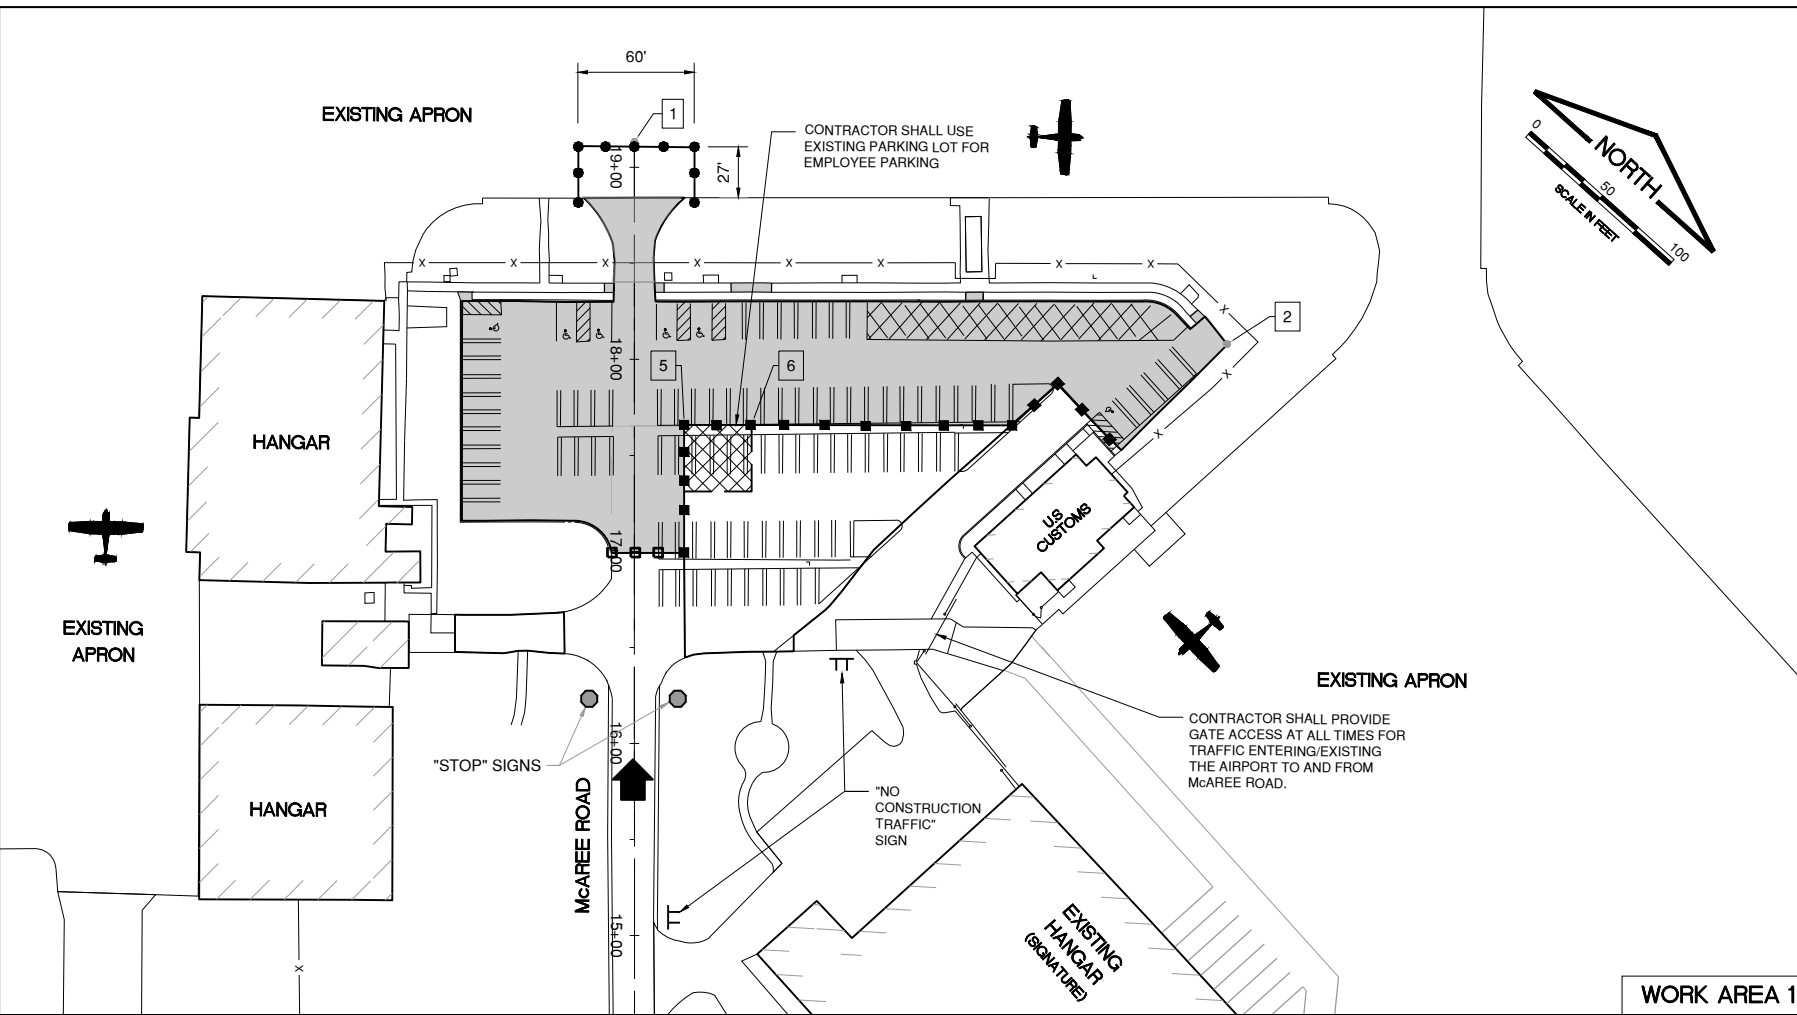 60'
EXISTING APRON
1
CONTRACTOR SHALL USE
EXISTING PARKING LOT FOR
EMPLOYEE PARKING
27'
19+00
0
NORTH
50
SCALE IN FEET
100
X X X X X X X X
X
2
X
X
18+00
5
6
HANGAR
17+00
U.S
CUSTOMS
EXISTING
APRON
EXISTING APRON
CONTRACTOR SHALL PROVIDE
GATE ACCESS AT ALL TIMES FOR
TRAFFIC ENTERING/EXISTING
THE AIRPORT TO AND FROM
McAREE ROAD.
16+00
"STOP" SIGNS
HANGAR
McAREE ROAD
"NO
CONSTRUCTION
TRAFFIC"
SIGN
15+00
X
EXISTING
HANGAR
(SIGNATURE)
WORK AREA 1